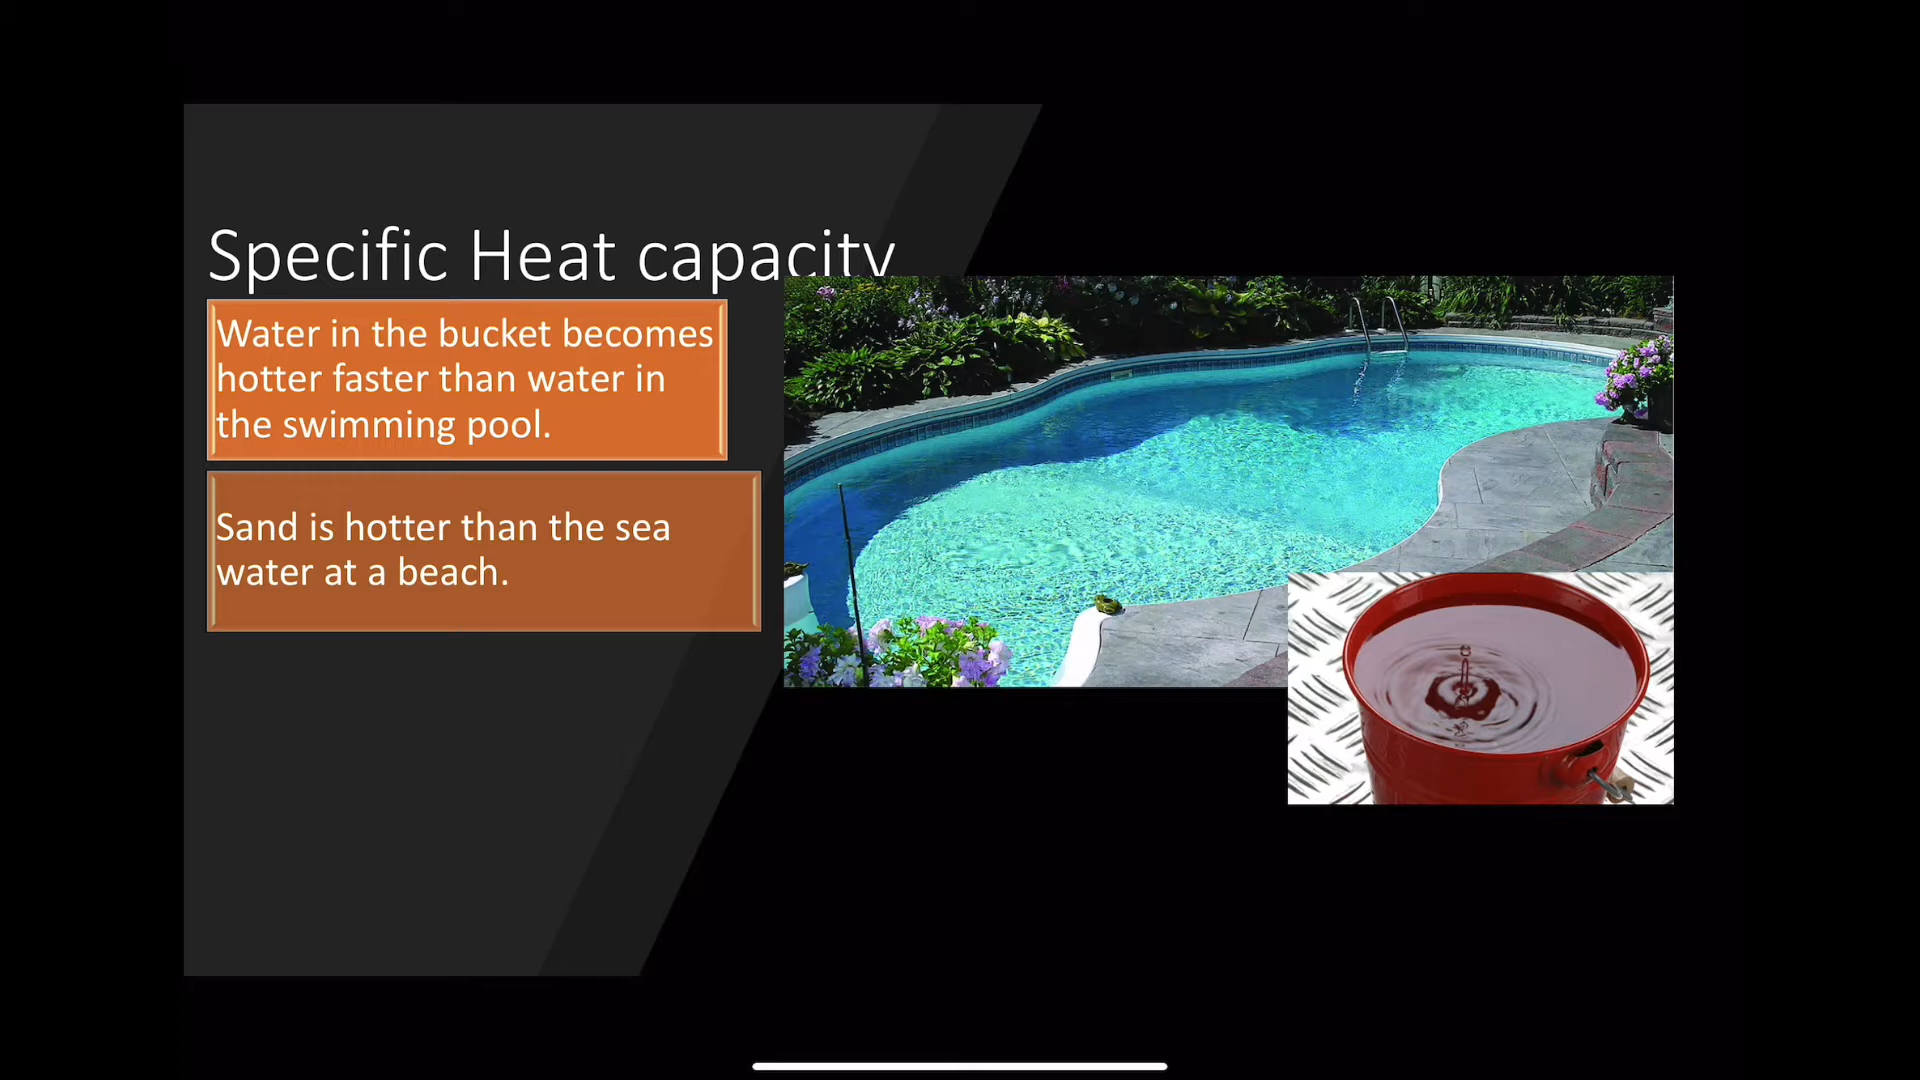 Specific Heat capacity
Water in the bucket becomes
hotter faster than water in
the swimming pool.
Sand is hotter than the sea
water at a beach.